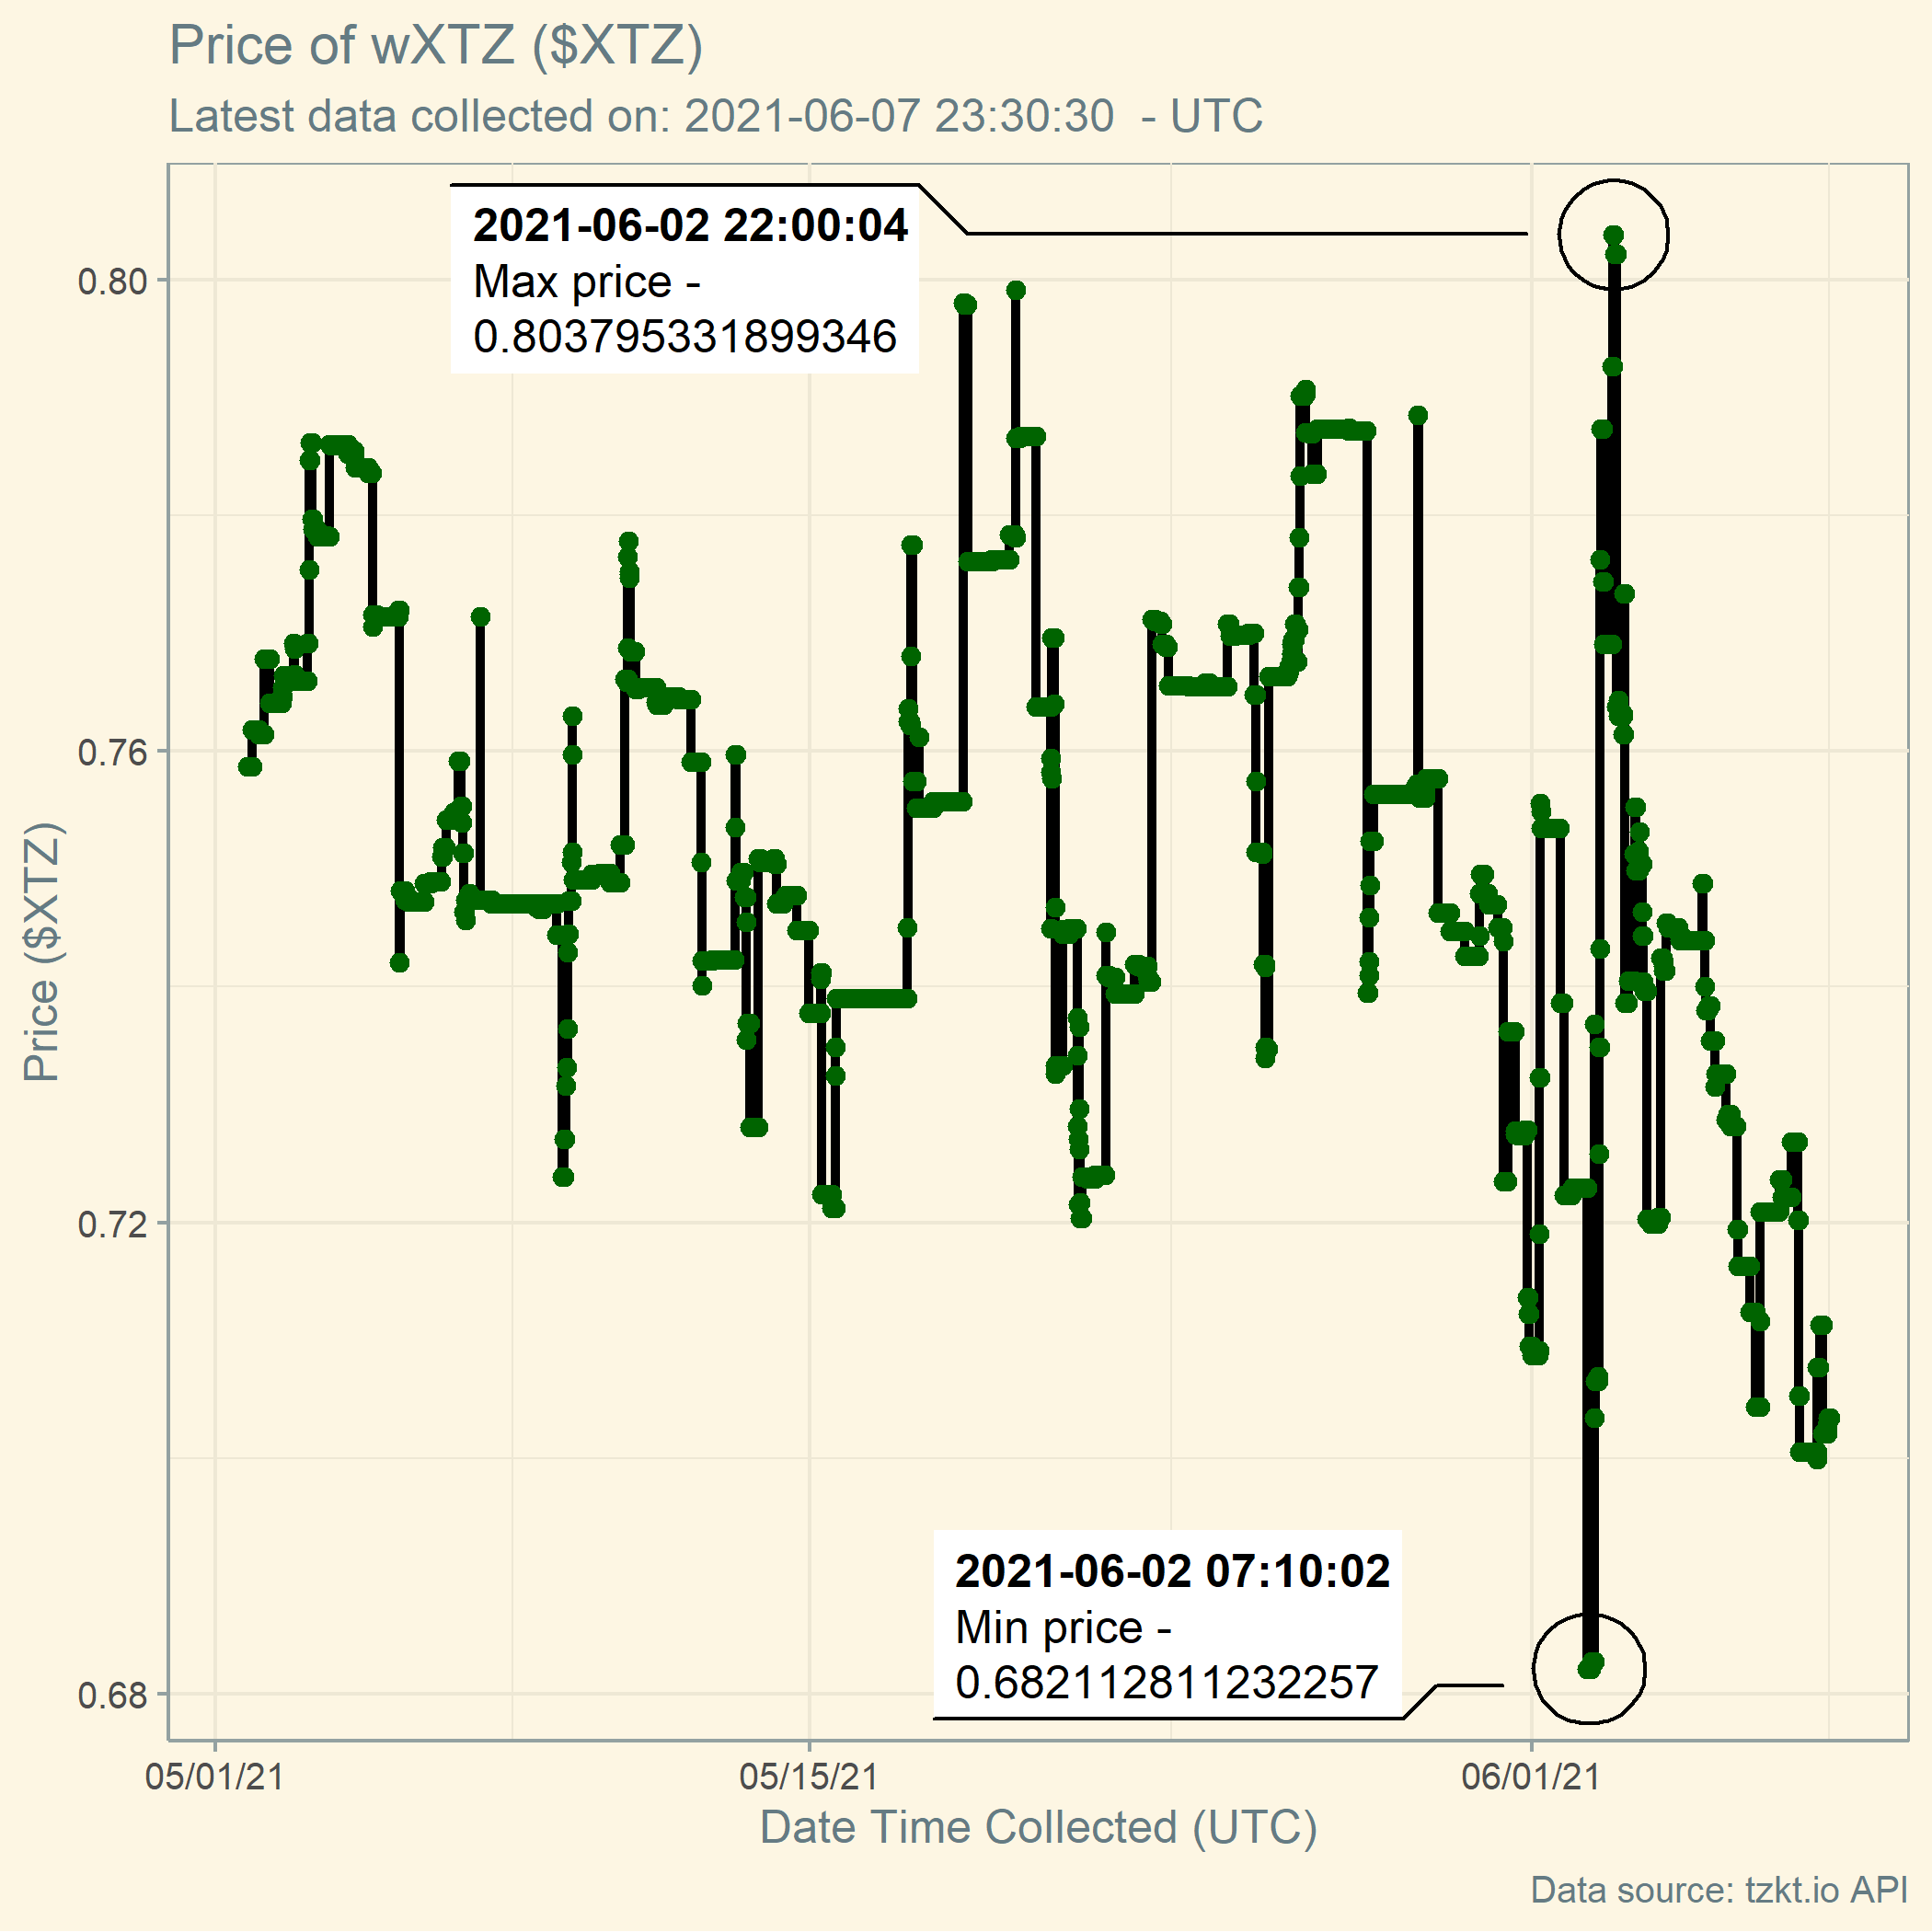 Price of wXTZ ($XTZ)
Latest data collected on: 2021-06-07 23:30:30  - UTC
2021-06-02 22:00:04
Max price -
0.803795331899346
0.80
0.76
0.72
0.68
Price ($XTZ)
2021-06-02 07:10:02
Min price -
0.682112811232257
05/01/21
05/15/21
06/01/21
Date Time Collected (UTC)
Data source: tzkt.io API